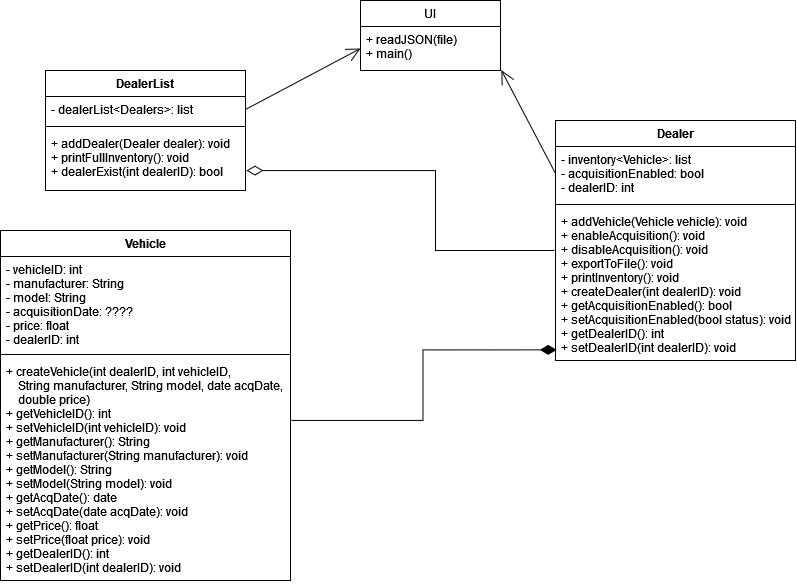 UI
+ readJSON(file)
+ main()
DealerList
- dealerList<Dealers>: list
+ addDealer(Dealer dealer): void
+ printFullInventory(): void
+ dealerExist(int dealerID): bool
Dealer
- inventory<Vehicle>: list
- acquisitionEnabled: bool
- dealerID: int
+ addVehicle(Vehicle vehicle): void
+ enableAcquisition(): void
+ disableAcquisition(): void
+ exportToFile(): void
+ printInventory(): void
+ createDealer(int dealerID): void
+ getAcquisitionEnabled(): bool
+ setAcquisitionEnabled(bool status): void
+ getDealerID(): int
+ setDealerID(int dealerID): void
Vehicle
- vehicleID: int
- manufacturer: String
- model: String
- acquisitionDate: ????
- price: float
- dealerID: int
+ createVehicle(int dealerID, int vehicleID,
String manufacturer, String model, date acqDate,
double price)
+ getVehicleID(): int
+ setVehicleID(int vehicleID): void
+ getManufacturer(): String
+ setManufacturer(String manufacturer): void
+ getModel(): String
+ setModel(String model): void
+ getAcqDate(): date
+ setAcqDate(date acqDate): void
+ getPrice(): float
+ setPrice(float price): void
+ getDealerID(): int
+ setDealerID(int dealerID): void